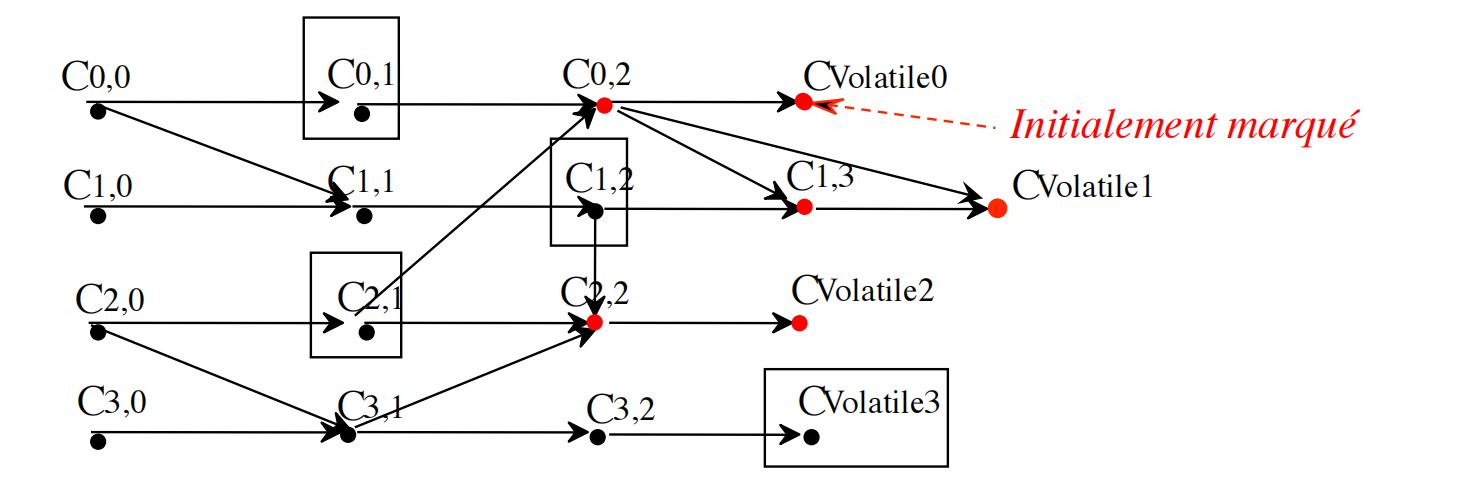 C0,0
C0,1
C0,2
CVolatile0
Initialement marqué
C1,0
C1,1
C1,2
C1,3
CVolatile1
C2,0
C2,1
C2,2
CVolatile2
C3,0
C3,1
C3,2
CVolatile3